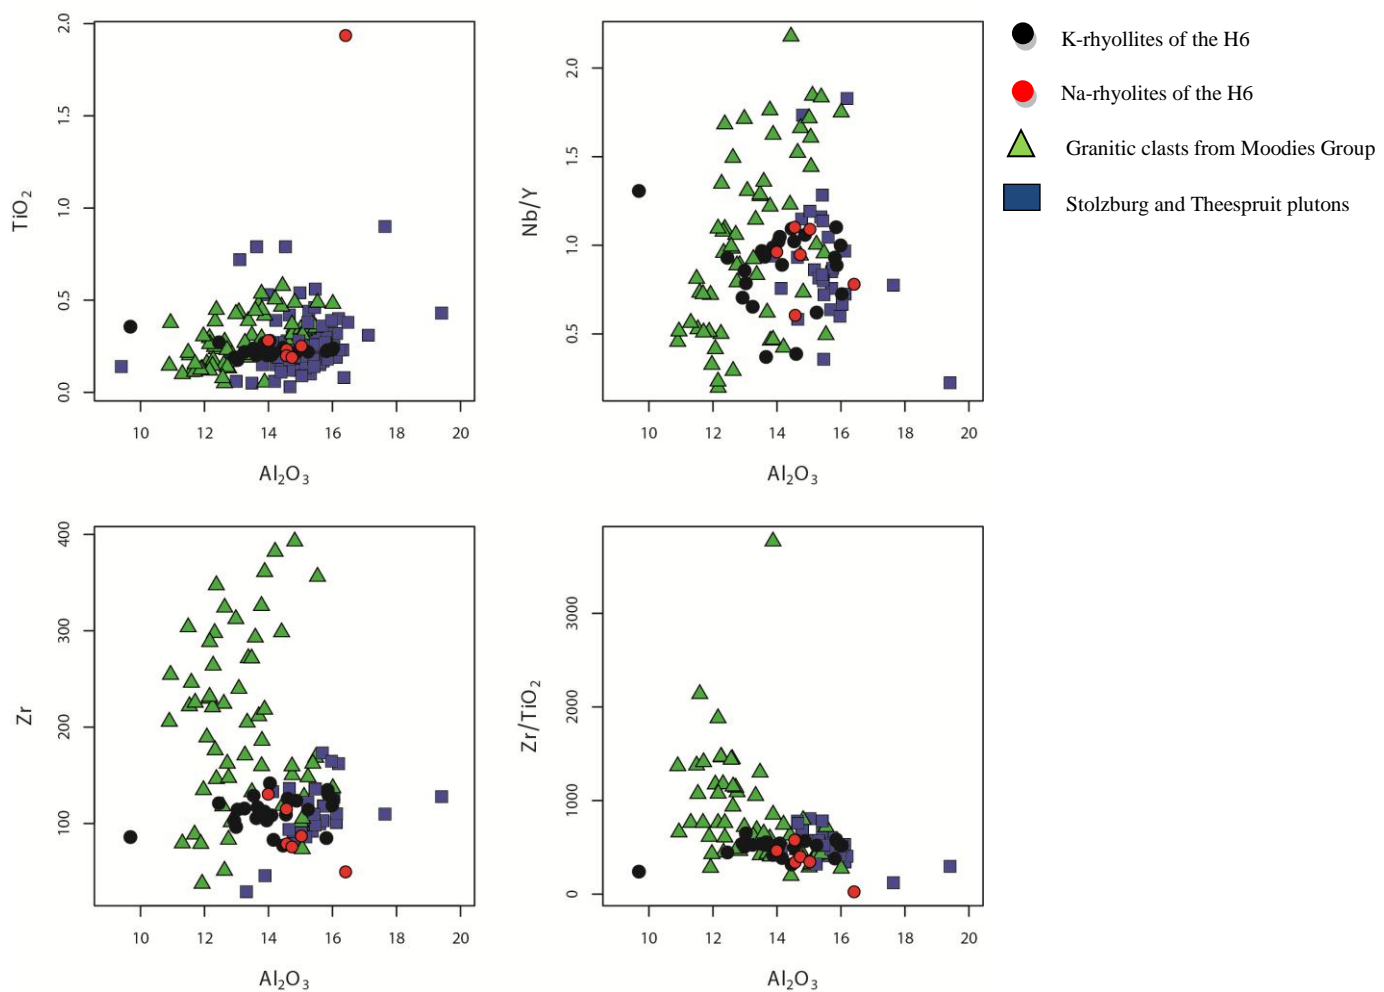 TiO2
2.0
1.5
1.0
0.5
0.0
10 12 14 16 18 20
Al2O3
Nb/Y
2.0
1.5
1.0
0.5
10 12 14 16 18 20
Al2O3
K-rhyollites of the H6
Na-rhyolites of the H6
Granitic clasts from Moodies Group
Stolzburg and Theespruit plutons
Zr
400
300
200
100
10 12 14 16 18 20
Al2O3
Zr/TiO2
3000
2000
1000
0
10 12 14 16 18 20
Al2O3